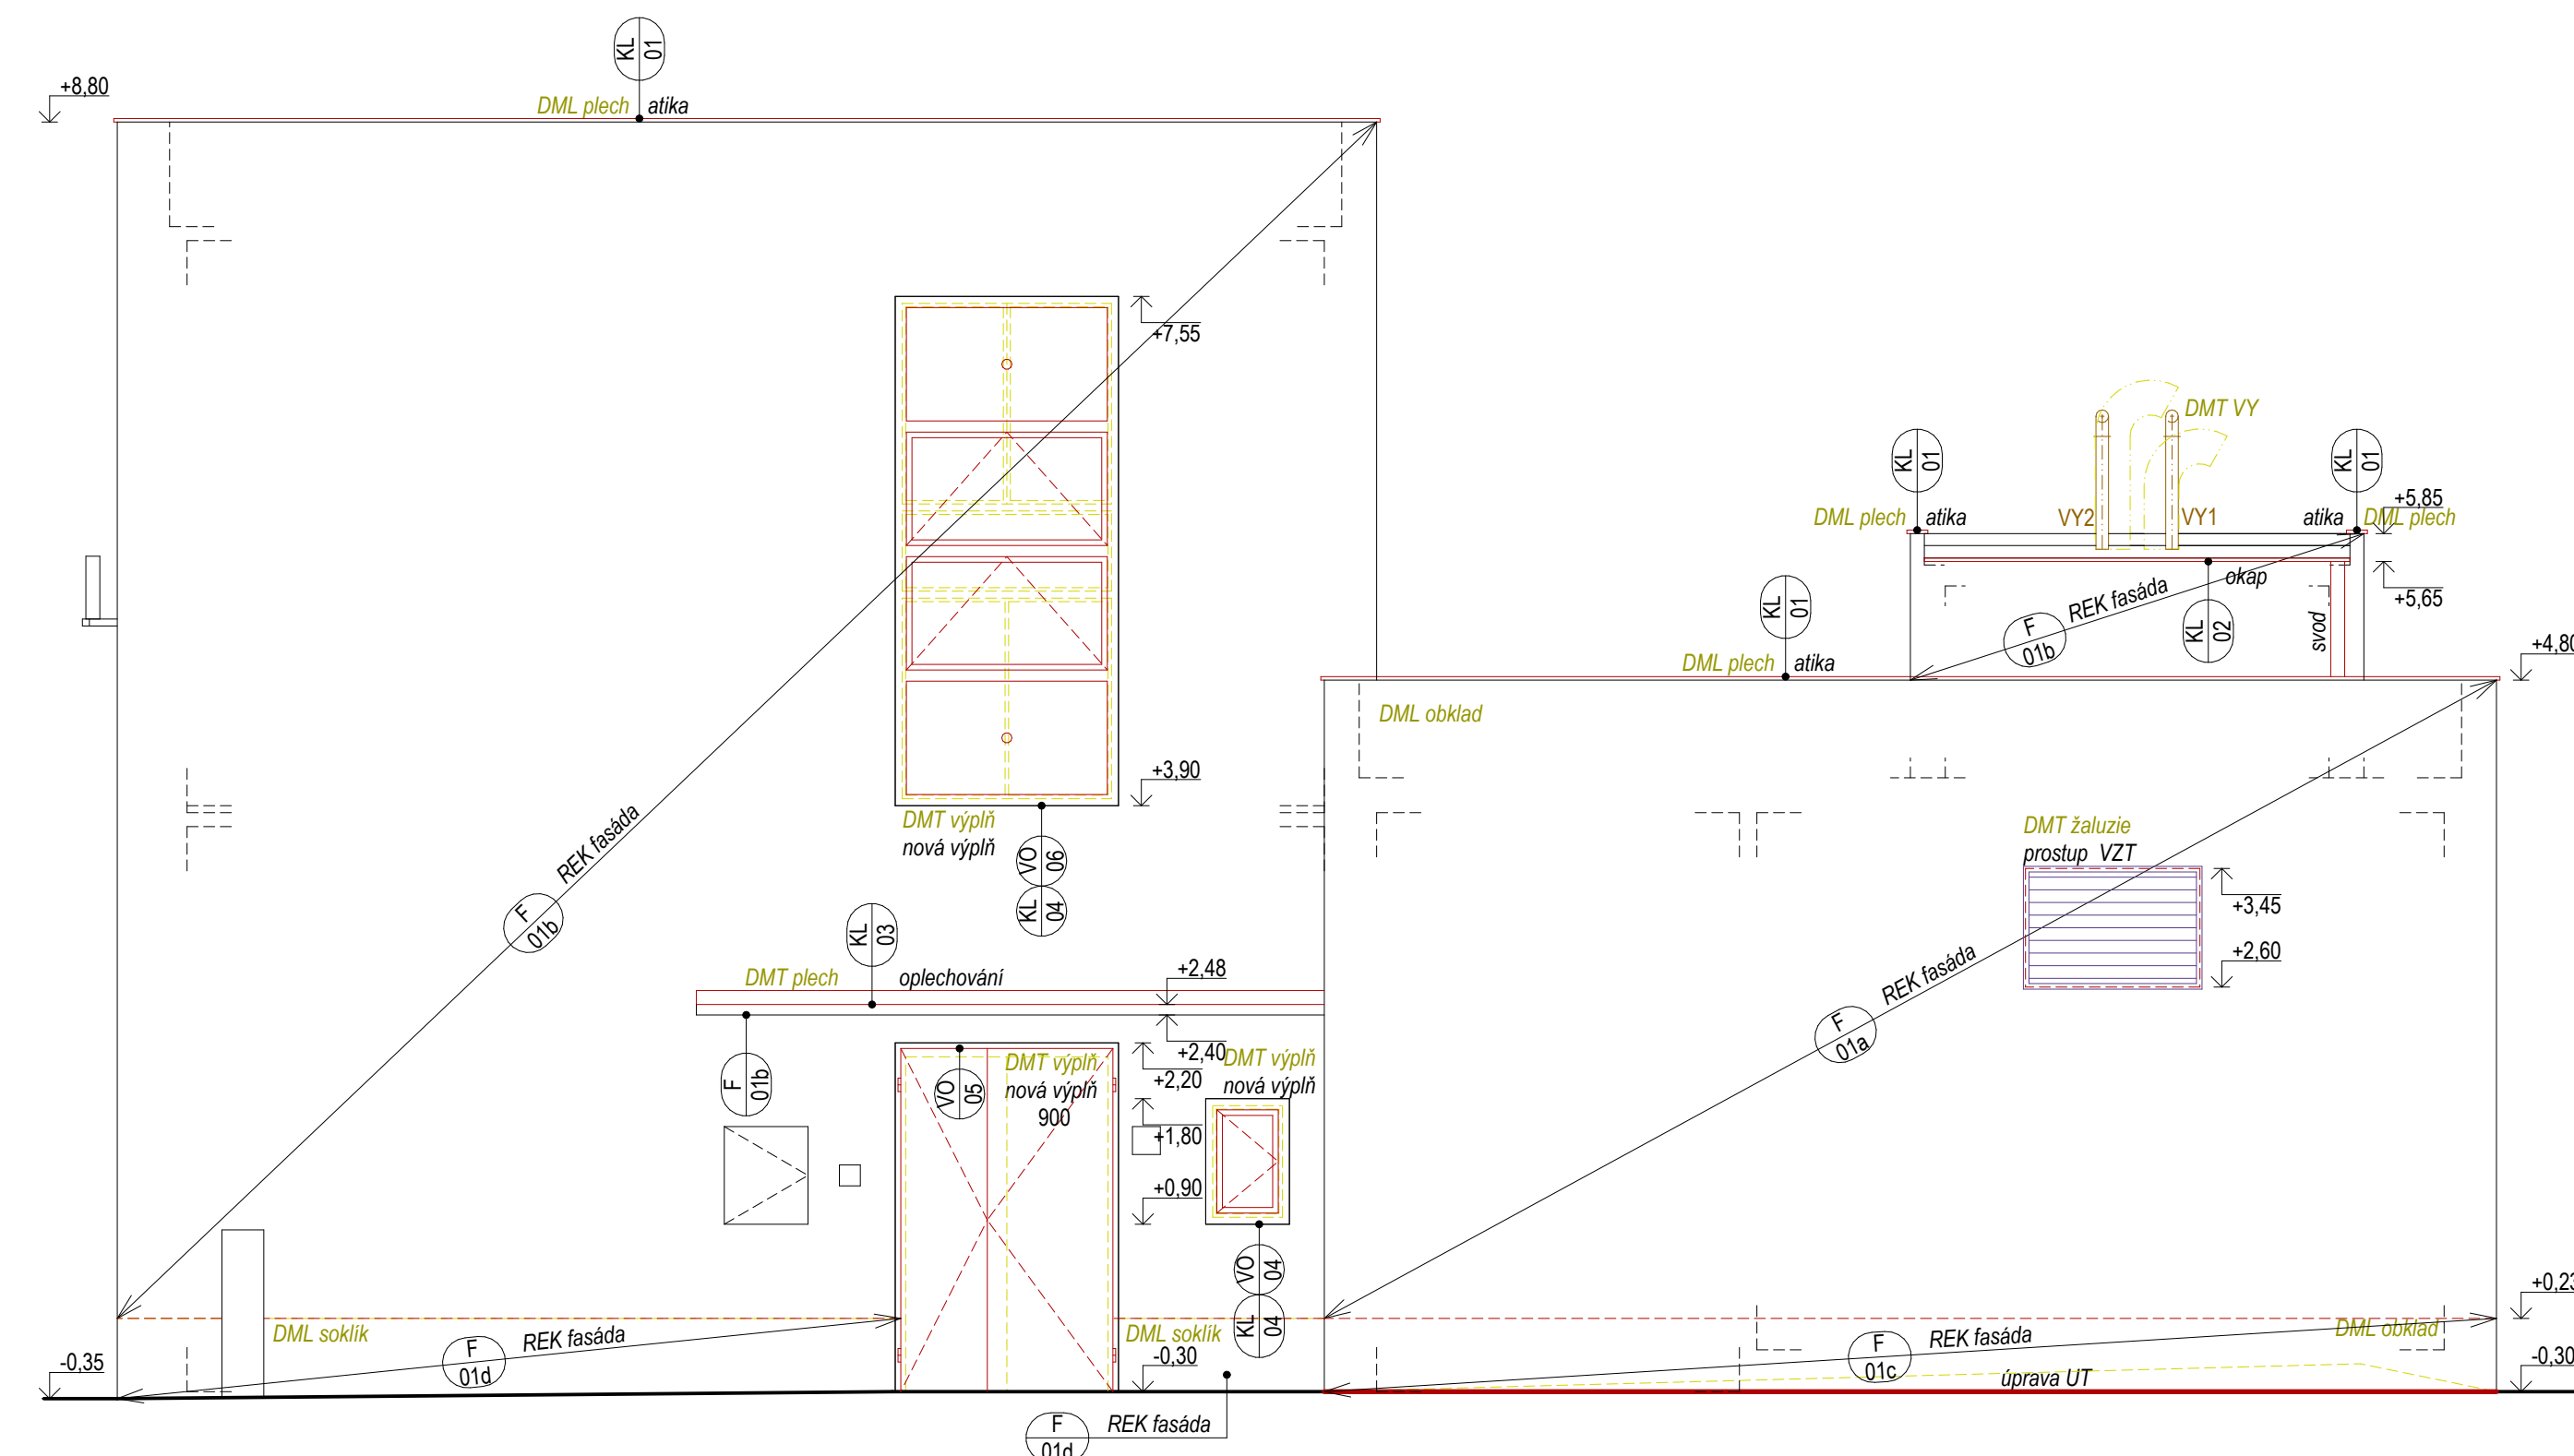 KL
01
+8,80
DML plech
atika
+7,55
DMT VY
KL
01
KL
01
+5,85
DML plech
atika
VY2
VY1
atika
DML plech
okap
+5,65
KL
01
F
01b
REK fasáda
KL
02
svod
+4,80
DML plech
atika
DML obklad
+3,90
DMT výplň
nová výplň
VO
06
KL
04
REK fasáda
F
01b
DMT žaluzie
prostup VZT
+3,45
+2,60
KL
03
DMT plech
oplechování
+2,48
REK fasáda
F
01a
+2,40
F
01b
VO
05
DMT výplň
nová výplň
900
+2,20
DMT výplň
nová výplň
+1,80
+0,90
VO
04
KL
04
+0,23
DML soklík
REK fasáda
F
01d
DML soklík
-0,35
-0,30
F
01c
REK fasáda
DML obklad
úprava UT
-0,30
F
01d
REK fasáda